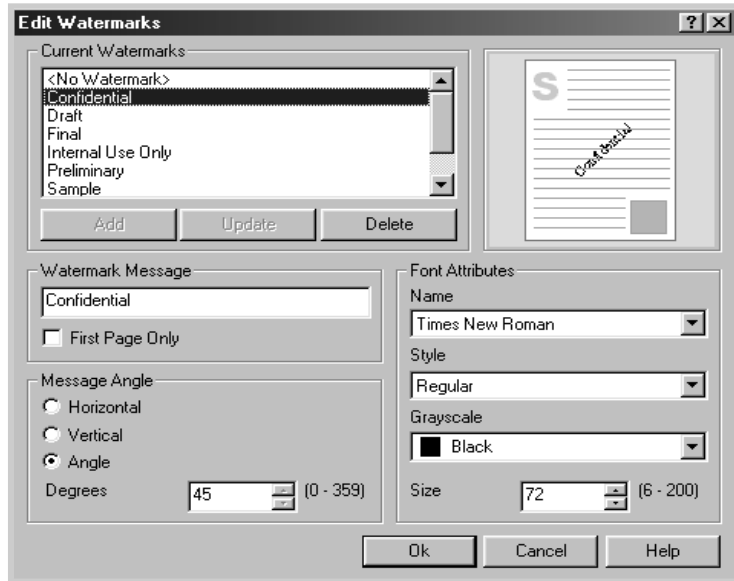 Edit Watermarks
Current Watermarks
<No Watermark>
Confidential
Draft
Final
Internal Use Only
Preliminary
Sample
Add Update Delete
S
Confidential
Watermark Message
Confidential
First Page Only
Message Angle
Horizontal
Vertical
Angle
Degrees 45 (0 - 359)
Font Attributes
Name
Times New Roman
Style
Regular
Grayscale
Black
Size 72 (6 - 200)
Ok Cancel Help